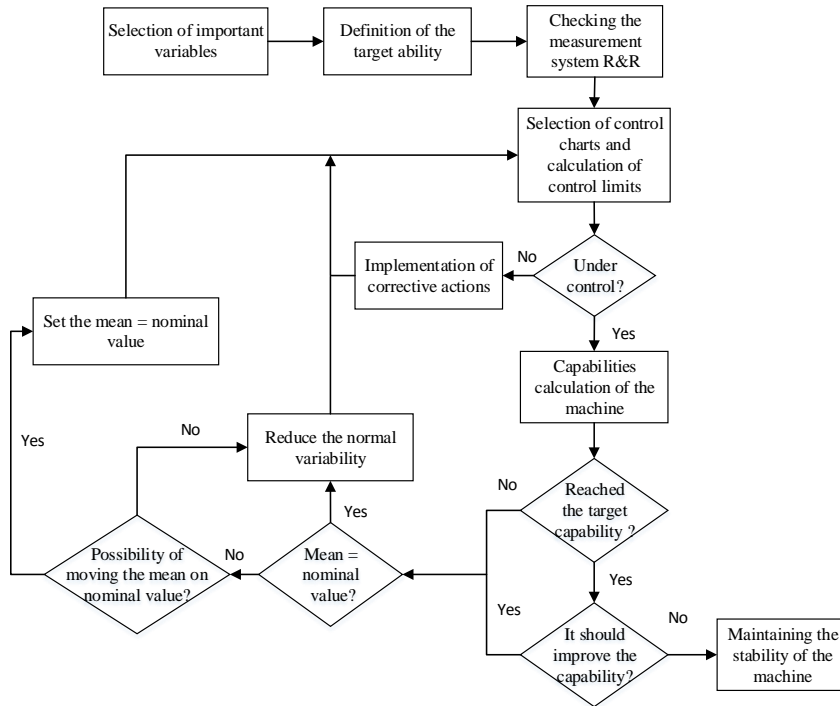 Selection of important
variables
Definition of the
target ability
Checking the
measurement
system R&R
Selection of control
charts and
calculation of
control limits
No
Under
control?
Implementation of
corrective actions
Yes
Set the mean = nominal
value
Capabilities
calculation of the
machine
Yes
No
Reduce the normal
variability
No
Reached
the target
capability ?
Yes
Possibility of
moving the mean on
nominal value?
No
Mean =
nominal
value?
Yes
Yes
It should
improve the
capability?
No
Maintaining the
stability of the
machine